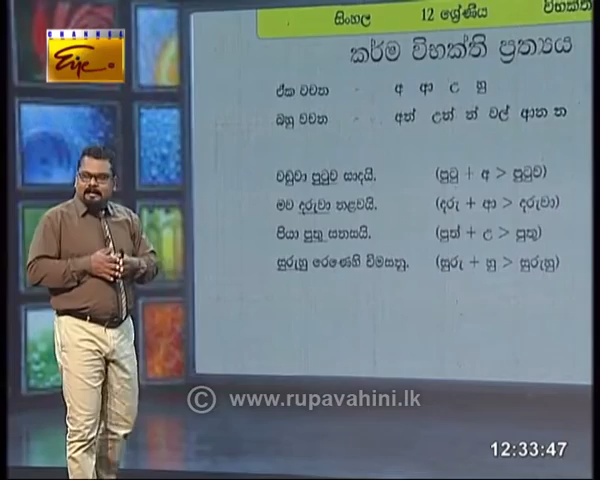 CHANNEL
Eye
සිංහල 12 ශ්‍රේණිය විභක්ති
කර්ම විභක්ති ප්‍රත්‍යය
ඒක වචන - අ ආ උ හු
බහු වචන - අන් උන් න් වල් ආන න
වඩුවා පුටුව සාදයි. (පුටු + අ > පුටුව)
මව දරුවා නළවයි. (දරු + ආ > දරුවා)
පියා පුතු සනසයි. (පුත් + උ > පුතු)
සුරුහු රෙණෙහි විමසනු. (සුරු + හු > සුරුහු)
© www.rupavahini.lk
12:33:47